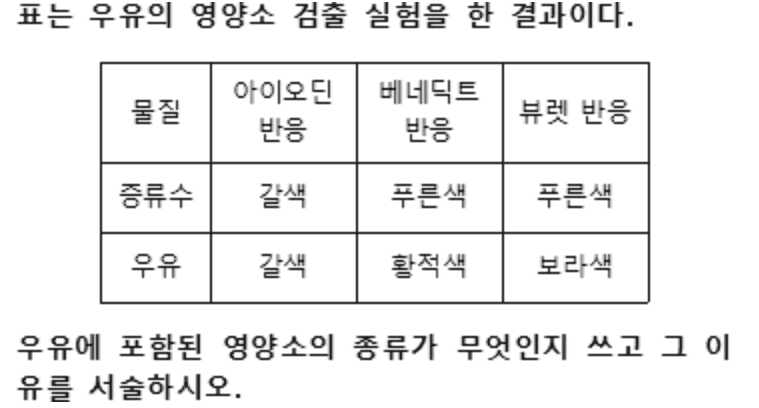 표는 우유의 영양소 검출 실험을 한 결과이다.
물질 아이오딘 반응 베네딕트 반응 뷰렛 반응
증류수 갈색 푸른색 푸른색
우유 갈색 황적색 보라색
우유에 포함된 영양소의 종류가 무엇인지 쓰고 그 이
유를 서술하시오.